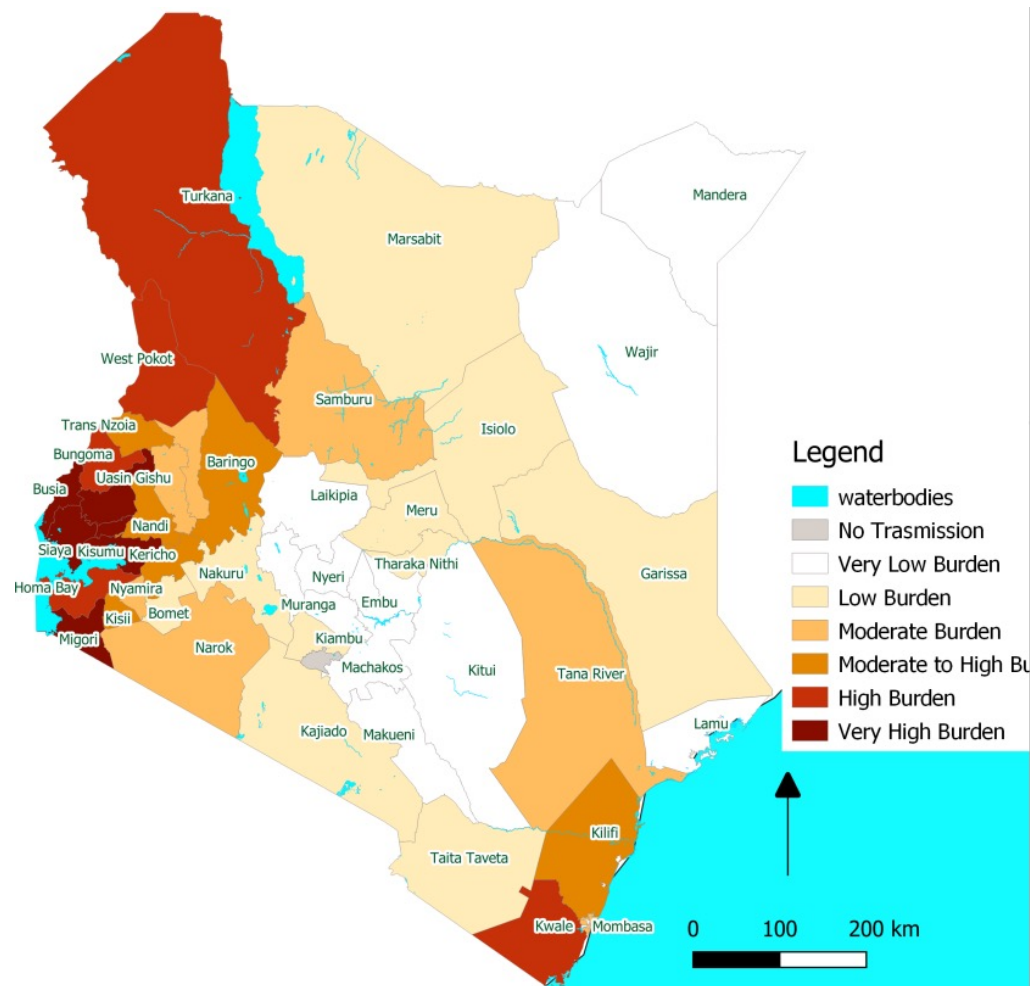 Turkana
Mandera
Marsabit
Wajir
West Pokot
Samburu
Isiolo
Trans Nzoia
Bungoma
Baringo
Uasin Gishu
Busia
Laikipia
Meru
Nandi
Siaya
Kisumu
Kericho
Tharaka Nithi
Garissa
Nakuru
Nyeri
Homa Bay
Nyamira
Muranga
Embu
Kisii
Bomet
Kiambu
Migori
Narok
Machakos
Kitui
Tana River
Kajiado
Makueni
Lamu
Kilifi
Taita Taveta
Kwale
Mombasa
Legend
waterbodies
No Trasmission
Very Low Burden
Low Burden
Moderate Burden
Moderate to High Bu
High Burden
Very High Burden
0 100 200 km